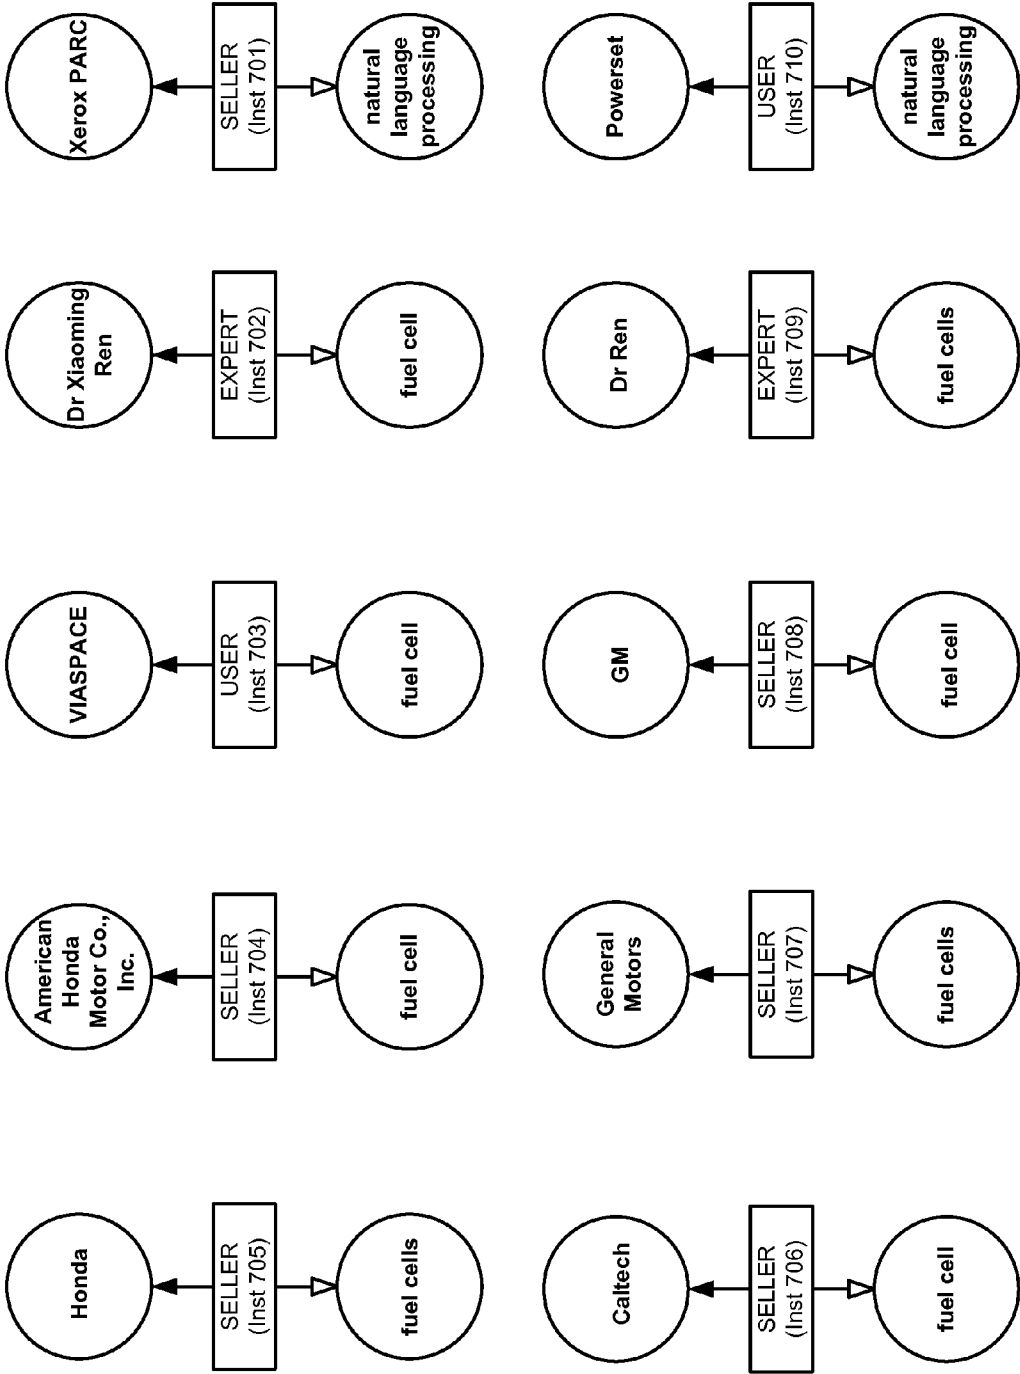 Honda
SELLER
(Inst 705)
fuel cells
American
Honda
Motor Co.,
Inc.
SELLER
(Inst 704)
fuel cell
VIASPACE
USER
(Inst 703)
fuel cell
Dr Xiaoming
Ren
EXPERT
(Inst 702)
fuel cell
Xerox PARC
SELLER
(Inst 701)
natural
language
processing
Caltech
SELLER
(Inst 706)
fuel cell
General
Motors
SELLER
(Inst 707)
fuel cells
GM
SELLER
(Inst 708)
fuel cell
Dr Ren
EXPERT
(Inst 709)
fuel cells
Powerset
USER
(Inst 710)
natural
language
processing